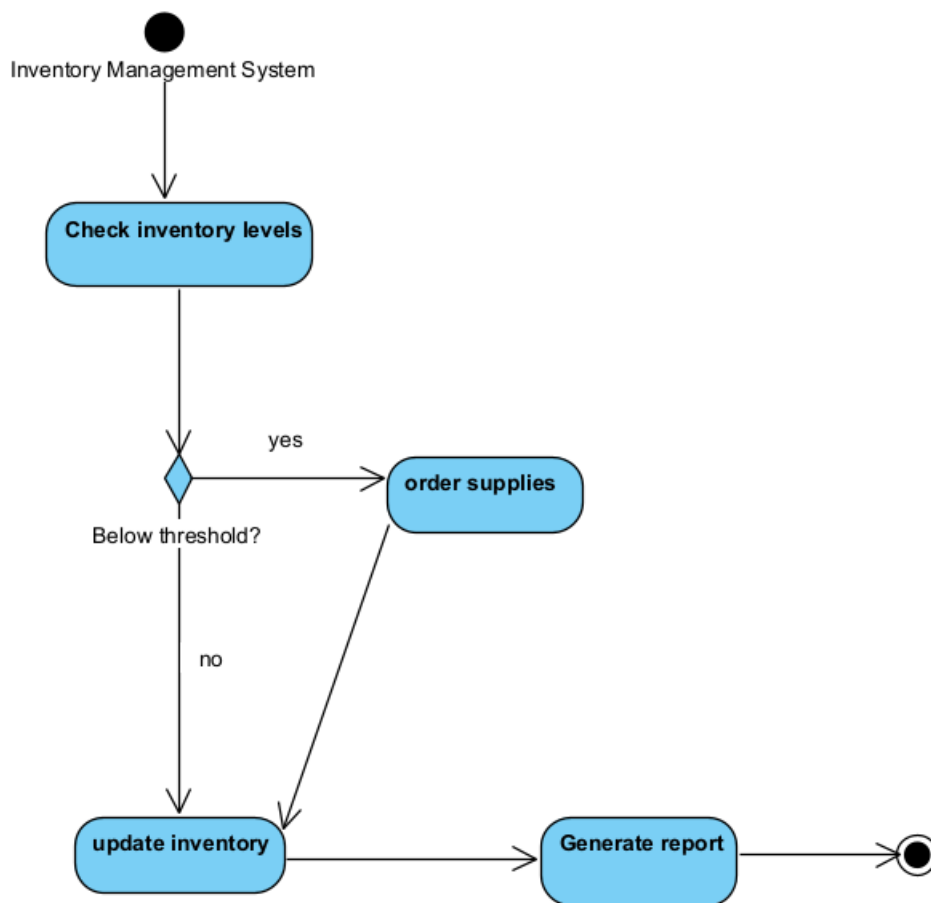 Inventory Management System
Check inventory levels
yes
order supplies
Below threshold?
no
update inventory
Generate report